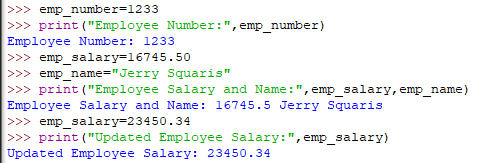 >>> emp_number=1233
>>> print("Employee Number:",emp_number)
Employee Number: 1233
>>> emp_salary=16745.50
>>> emp_name="Jerry Squaris"
>>> print("Employee Salary and Name:",emp_salary,emp_name)
Employee Salary and Name: 16745.5 Jerry Squaris
>>> emp_salary=23450.34
>>> print("Updated Employee Salary:",emp_salary)
Updated Employee Salary: 23450.34